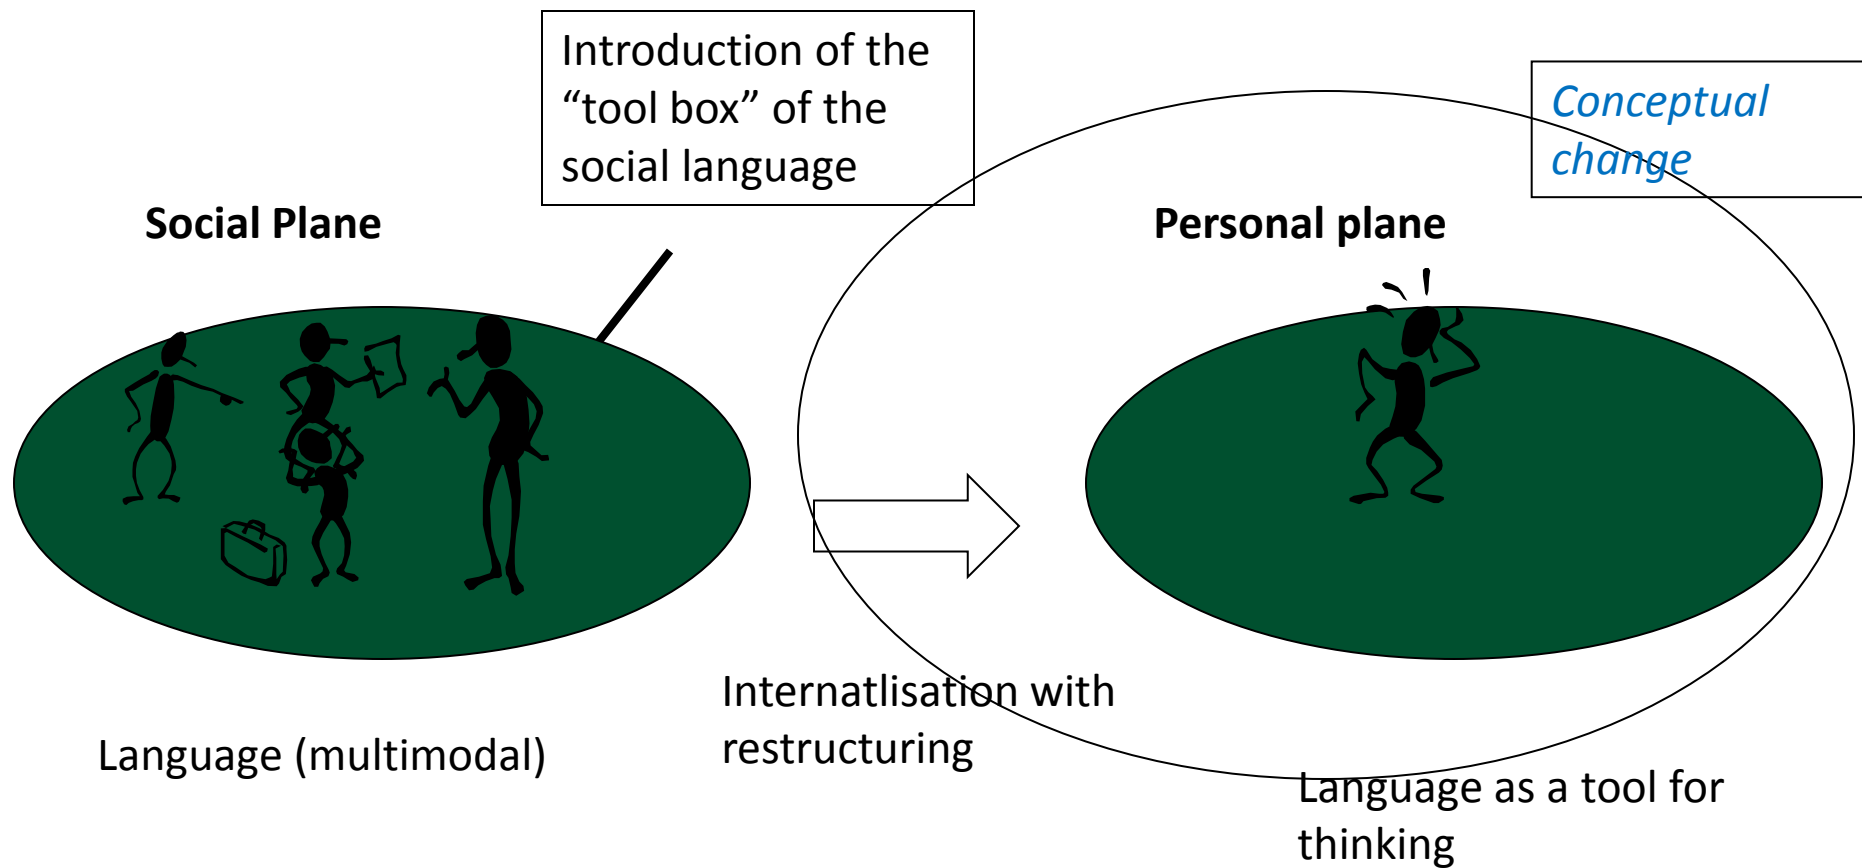 Introduction of the
“tool box” of the
social language
Conceptual
change
Social Plane
Personal plane
Internatlisation with
restructuring
Language (multimodal)
Language as a tool for
thinking